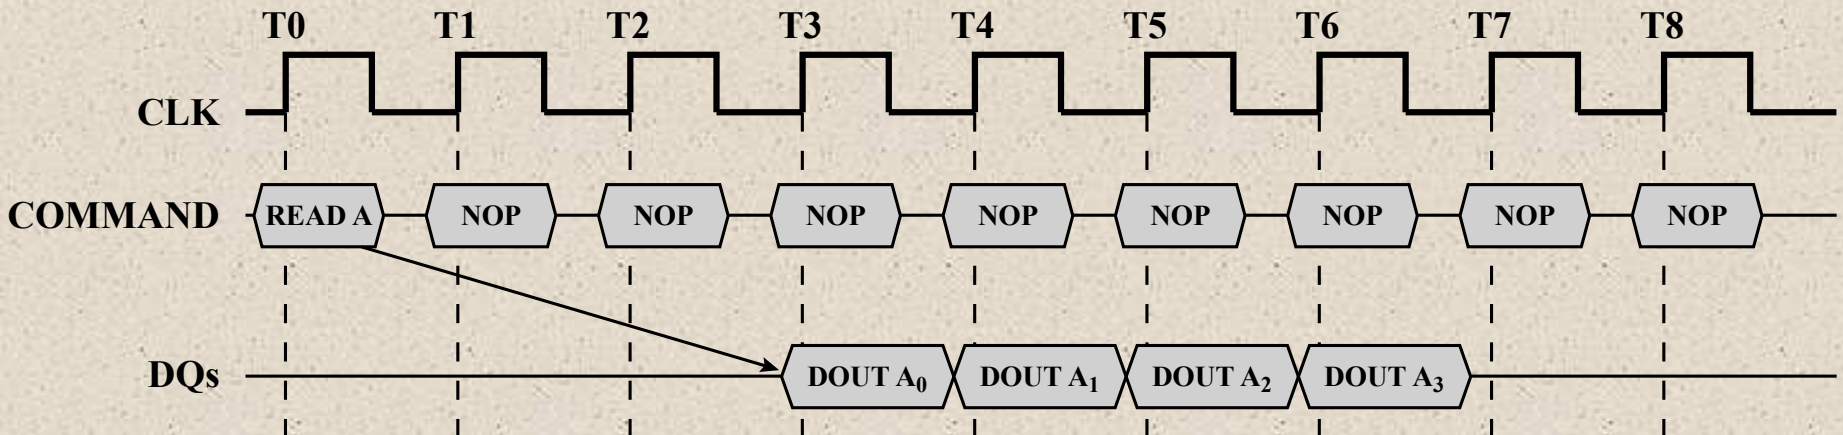 T0 T1 T2 T3 T4 T5 T6 T7 T8
CLK
COMMAND READ A NOP NOP NOP NOP NOP NOP NOP NOP
DQs DOUT A0 DOUT A1 DOUT A2 DOUT A3